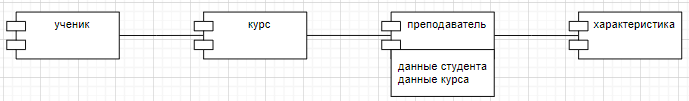 ученик
курс
преподаватель
данные студента
данные курса
характеристика